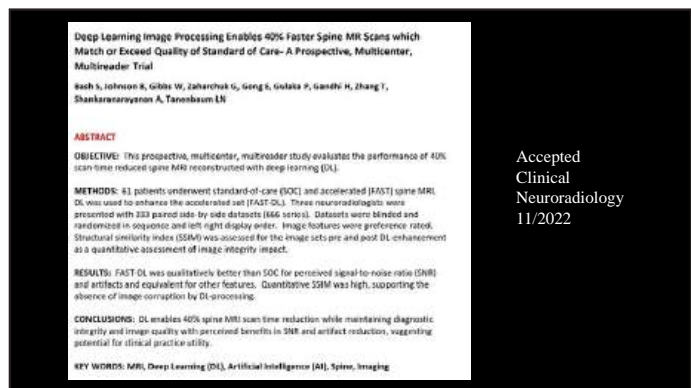 Deep Learning Image Processing Enables 40% Faster Spine MR Scans which
Match or Exceed Quality of Standard of Care- A Prospective, Multicenter,
Multireader Trial
Bash S, Johnson B, Gibbs W, Zaharchuk G, Gong E, Gulaka P, Gandhi H, Zhang T,
Shankaranarayanan A, Tanenbaum LN
ABSTRACT
OBJECTIVE: This prospective, multicenter, multireader study evaluates the performance of 40%
scan-time reduced spine MRI reconstructed with deep learning (DL).
METHODS: 61 patients underwent standard-of-care (SOC) and accelerated (FAST) spine MRI.
DL was used to enhance the accelerated set (FAST-DL). Three neuroradiologists were
presented with 333 paired side-by-side datasets (666 series). Datasets were blinded and
randomized in sequence and left-right display order. Image features were preference rated.
Structural similarity index (SSIM) was assessed for the image sets pre and post DL-enhancement
as a quantitative assessment of image integrity impact.
RESULTS: FAST-DL was qualitatively better than SOC for perceived signal-to-noise ratio (SNR)
and artifacts and equivalent for other features. Quantitative SSIM was high, supporting the
absence of image corruption by DL-processing.
CONCLUSIONS: DL enables 40% spine MRI scan time reduction while maintaining diagnostic
integrity and image quality with perceived benefits in SNR and artifact reduction, suggesting
potential for clinical practice utility.
KEY WORDS: MRI, Deep Learning (DL), Artificial Intelligence (AI), Spine, Imaging
Accepted
Clinical
Neuroradiology
11/2022